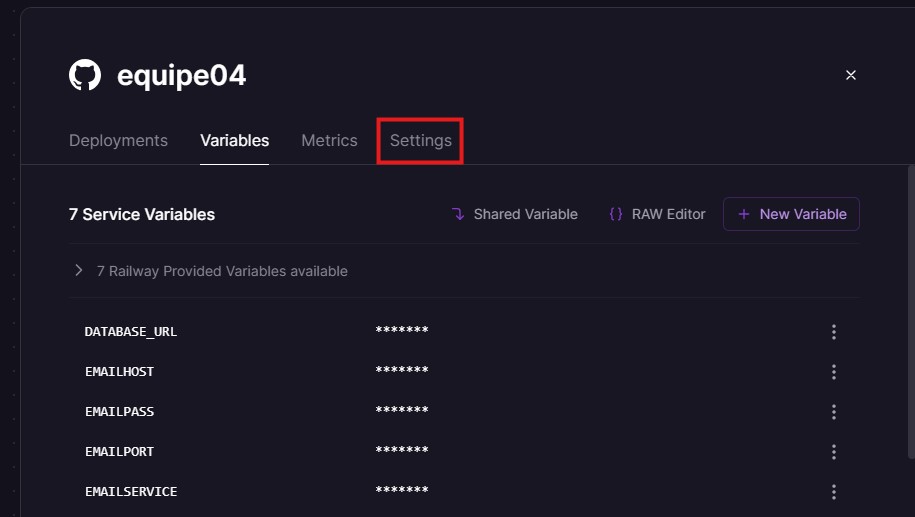 equipe04
Deployments Variables Metrics Settings
7 Service Variables Shared Variable {} RAW Editor + New Variable
7 Railway Provided Variables available
DATABASE_URL *******
EMAILHOST *******
EMAILPASS *******
EMAILPORT *******
EMAILSERVICE *******